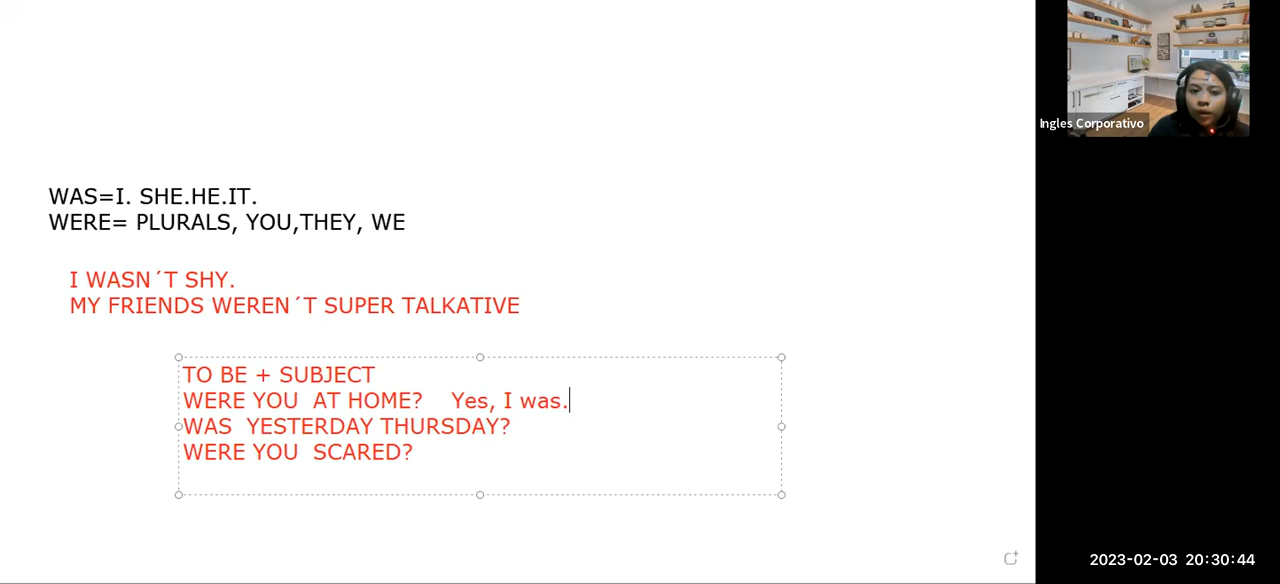 WAS=I. SHE.HE.IT.
WERE= PLURALS, YOU,THEY, WE
I WASN´T SHY.
MY FRIENDS WEREN´T SUPER TALKATIVE
TO BE + SUBJECT
WERE YOU  AT HOME?    Yes, I was.
WAS  YESTERDAY THURSDAY?
WERE YOU  SCARED?
Ingles Corporativo
2023-02-03 20:30:44